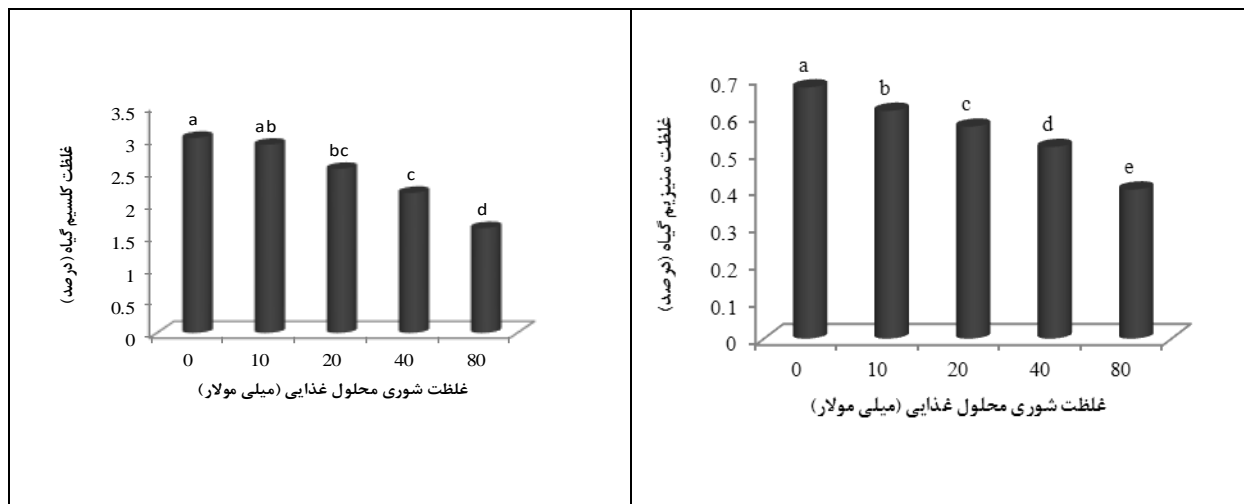 غلظت کلسیم گیاه (درصد)
3.5
3
2.5
2
1.5
1
0.5
0
a
ab
bc
c
d
0 10 20 40 80
غلظت شوری محلول غذایی (میلی مولار)
غلظت منیزیم گیاه (درصد)
0.7
0.6
0.5
0.4
0.3
0.2
0.1
0
a
b
c
d
e
0 10 20 40 80
غلظت شوری محلول غذایی (میلی مولار)